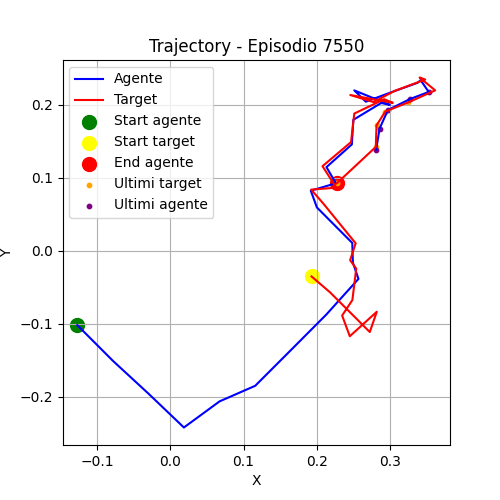 Trajectory - Episodio 7550
Agente
Target
Start agente
Start target
End agente
Ultimi target
Ultimi agente
0.2
0.1
0.0
−0.1
−0.2
Y
−0.1
0.0
0.1
0.2
0.3
X